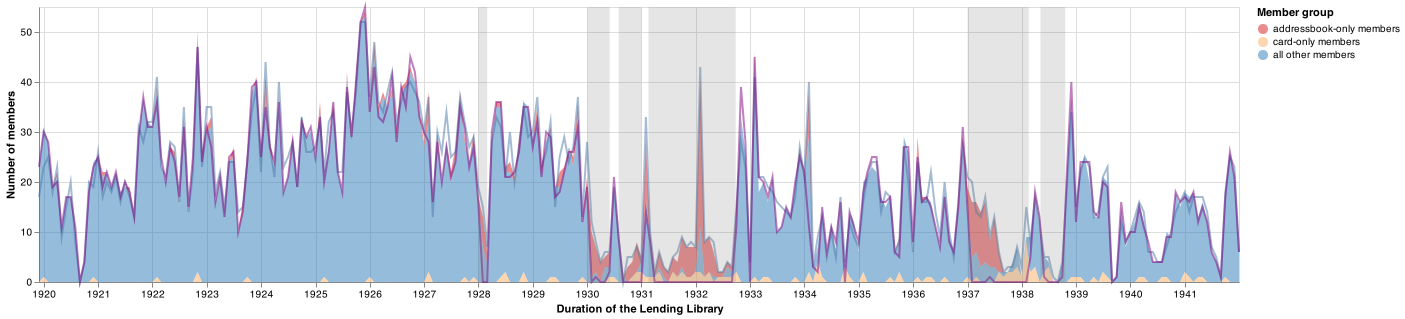 Member group
addressbook-only members
card-only members
all other members
Number of members
50
40
30
20
10
0
1920 1921 1922 1923 1924 1925 1926 1927 1928 1929 1930 1931 1932 1933 1934 1935 1936 1937 1938 1939 1940 1941
Duration of the Lending Library